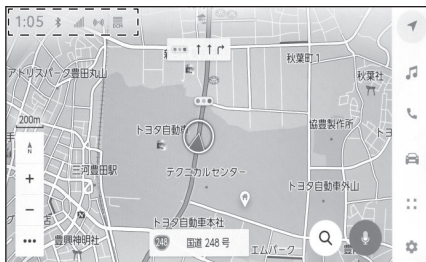 1:05
DCM
秋葉町1
アトリスパーク豊田丸山
秋葉社
200m
トヨタ自動
協豊製作所
N
三河豊田駅
テクニカルセンター
+
トヨタ自動車外山
−
トヨタ自動車本社
豊興神明社
248
国道 248 号
エムパーク